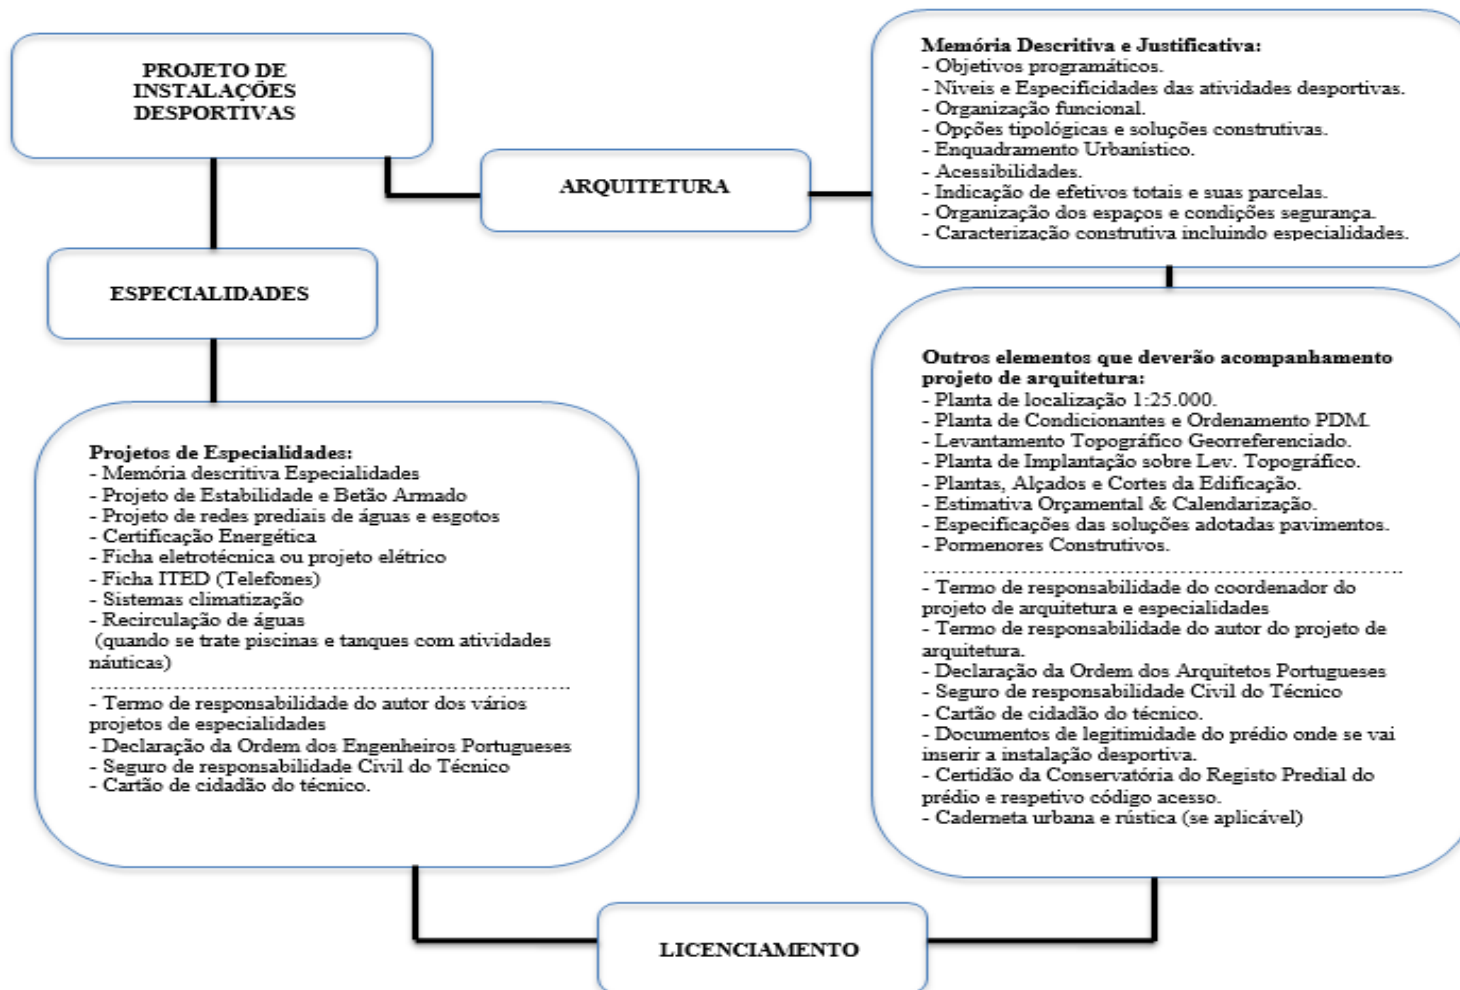 PROJETO DE
INSTALAÇÕES
DESPORTIVAS
ARQUITETURA
Memória Descritiva e Justificativa:
- Objetivos programáticos.
- Níveis e Especificidades das atividades desportivas.
- Organização funcional.
- Opções tipológicas e soluções construtivas.
- Enquadramento Urbanístico.
- Acessibilidades.
- Indicação de efetivos totais e suas parcelas.
- Organização dos espaços e condições segurança.
- Caracterização construtiva incluindo especialidades.
ESPECIALIDADES
Outros elementos que deverão acompanhamento
projeto de arquitetura:
- Planta de localização 1:25.000.
- Planta de Condicionantes e Ordenamento PDM.
- Levantamento Topográfico Georreferenciado.
- Planta de Implantação sobre Lev. Topográfico.
- Plantas, Alçados e Cortes da Edificação.
- Estimativa Orçamental & Calendarização.
- Especificações das soluções adotadas pavimentos.
- Pormenores Construtivos.
- Termo de responsabilidade do coordenador do
projeto de arquitetura e especialidades
- Termo de responsabilidade do autor do projeto de
arquitetura.
- Declaração da Ordem dos Arquitetos Portugueses
- Seguro de responsabilidade Civil do Técnico
- Cartão de cidadão do técnico.
- Documentos de legitimidade do prédio onde se vai
inserir a instalação desportiva.
- Certidão da Conservatória do Registo Predial do
prédio e respetivo código acesso.
- Caderneta urbana e rústica (se aplicável)
Projetos de Especialidades:
- Memória descritiva Especialidades
- Projeto de Estabilidade e Betão Armado
- Projeto de redes prediais de águas e esgotos
- Certificação Energética
- Ficha eletrotécnica ou projeto elétrico
- Ficha ITED (Telefones)
- Sistemas climatização
- Recirculação de águas
(quando se trate piscinas e tanques com atividades
náuticas)
- Termo de responsabilidade do autor dos vários
projetos de especialidades
- Declaração da Ordem dos Engenheiros Portugueses
- Seguro de responsabilidade Civil do Técnico
- Cartão de cidadão do técnico.
LICENCIAMENTO